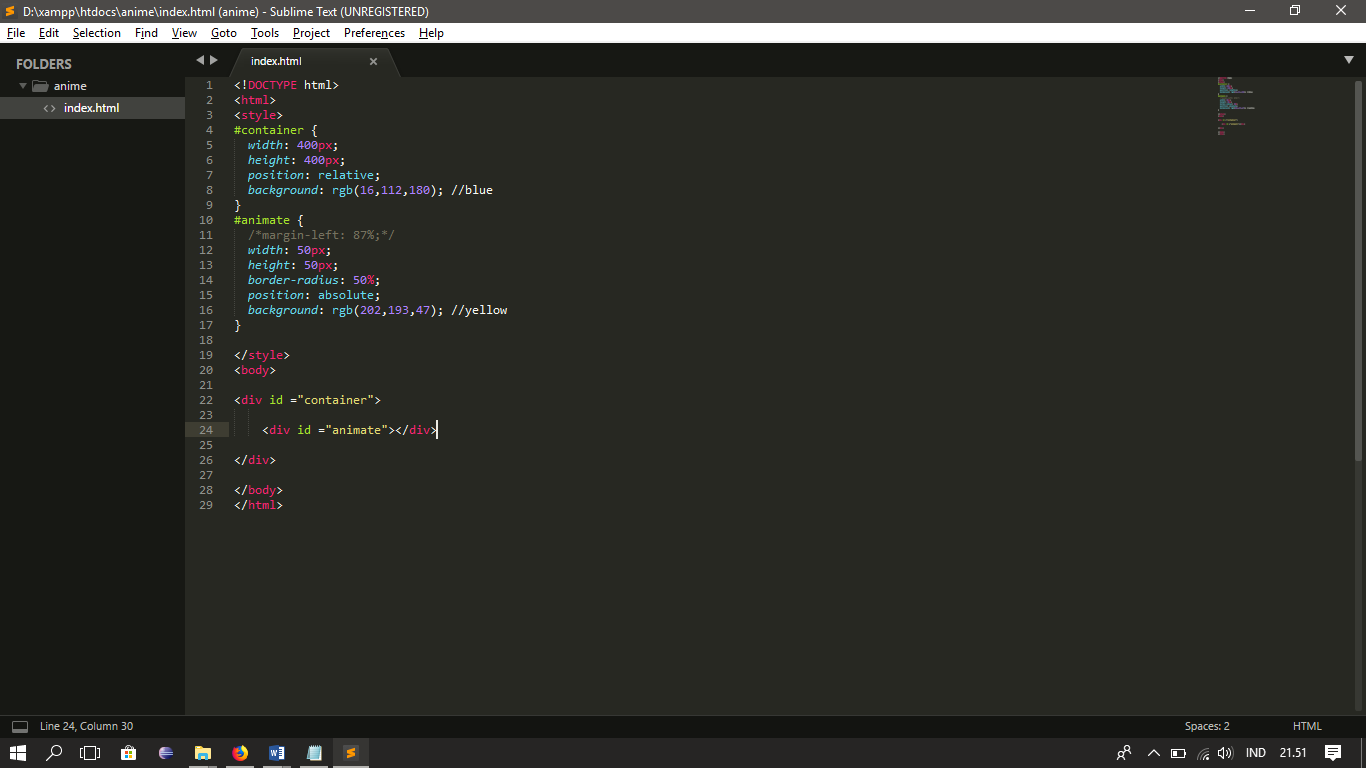 D:\xampp\htdocs\anime\index.html (anime) - Sublime Text (UNREGISTERED)
File Edit Selection Find View Goto Tools Project Preferences Help
FOLDERS
anime
index.html
index.html
1 <!DOCTYPE html>
2 <html>
3 <style>
4 #container {
5 width: 400px;
6 height: 400px;
7 position: relative;
8 background: rgb(16,112,180); //blue
9 }
10 #animate {
11 /*margin-left: 87%;*/
12 width: 50px;
13 height: 50px;
14 border-radius: 50%;
15 position: absolute;
16 background: rgb(202,193,47); //yellow
17 }
18
19 </style>
20 <body>
21
22 <div id ="container">
23
24 <div id ="animate"></div>
25
26 </div>
27
28 </body>
29 </html>
Line 24, Column 30
Spaces: 2
HTML
IND 21.51